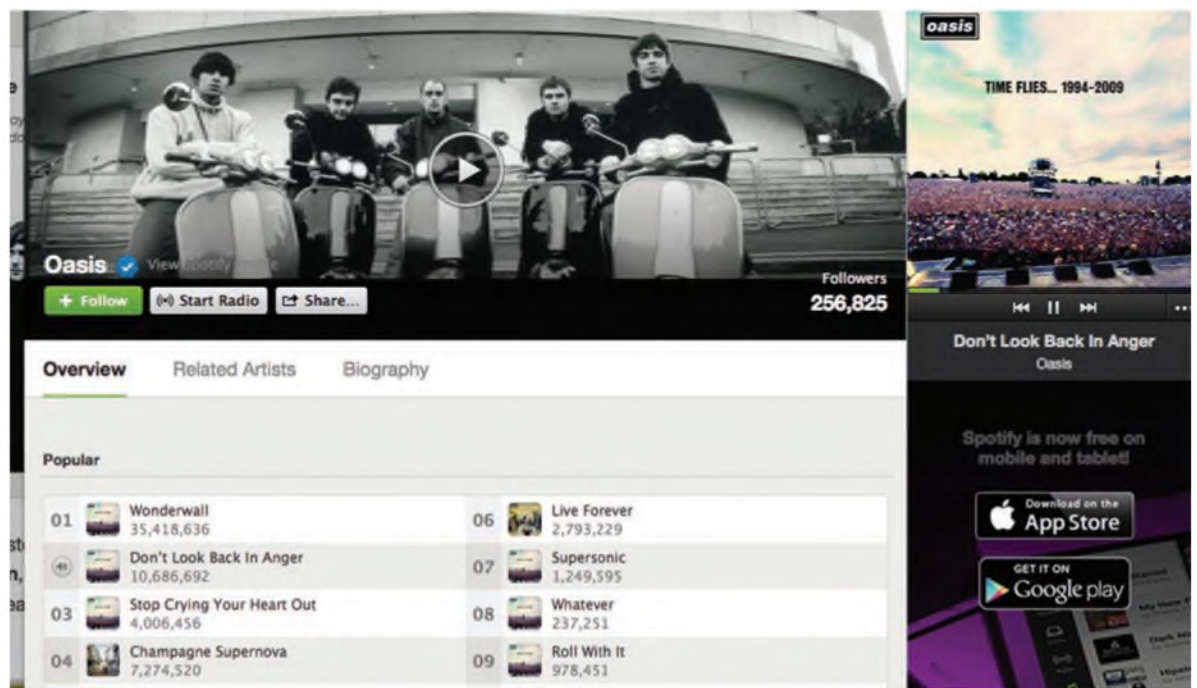 oasis
TIME FLIES... 1994-2009
Oasis
View Spotify
+ Follow
Start Radio
Share...
Followers
256,825
Don't Look Back In Anger
Oasis
Overview
Related Artists
Biography
Spotify is now free on
mobile and tablet!
Download on the
App Store
GET IT ON
Google play
Popular
01
Wonderwall
35,418,636
Don't Look Back In Anger
10,686,692
03
Stop Crying Your Heart Out
4,006,456
04
Champagne Supernova
7,274,520
06
Live Forever
2,793,229
07
Supersonic
1,249,595
08
Whatever
237,251
09
Roll With It
978,451